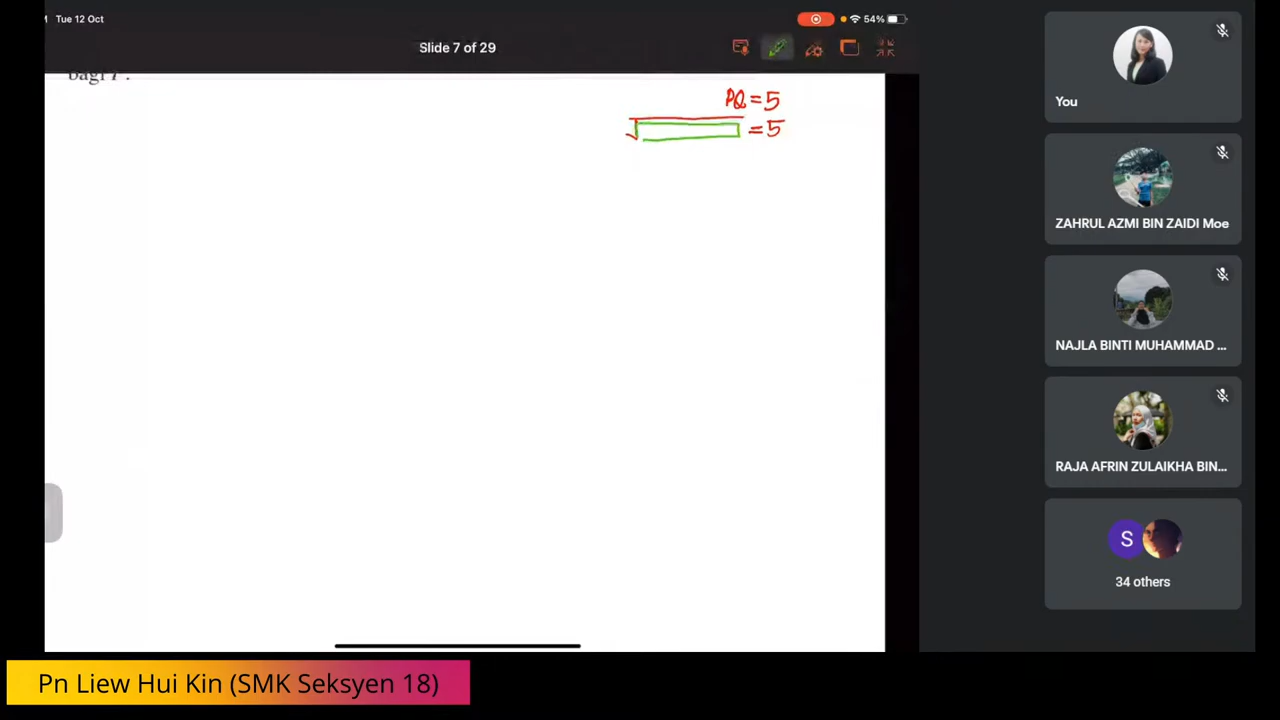 Tue 12 Oct
54%
Slide 7 of 29
PQ = 5
√ = 5
You
ZAHRUL AZMI BIN ZAIDI Moe
NAJLA BINTI MUHAMMAD ...
RAJA AFRIN ZULAIKHA BIN...
S
34 others
Pn Liew Hui Kin (SMK Seksyen 18)